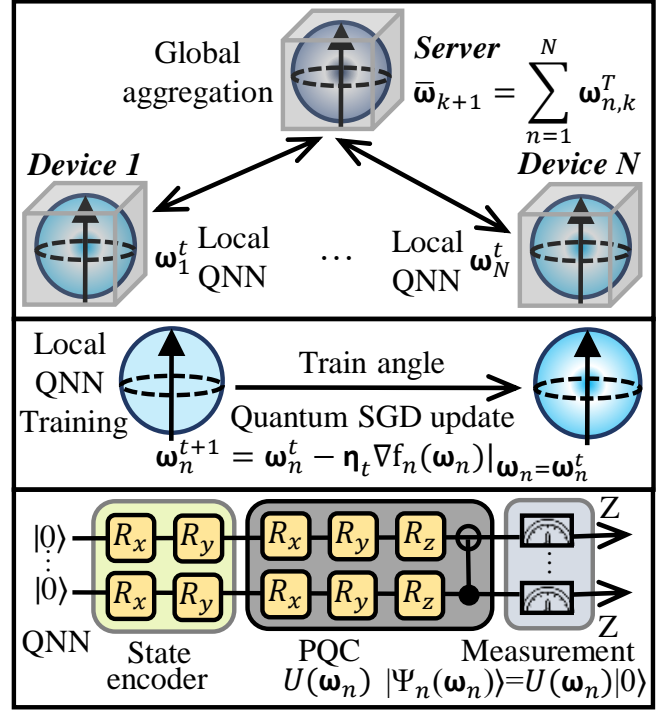 Global aggregation
Server
ω̄_{k+1} = \sum_{n=1}^{N} ω_{n,k}^{T}
Device 1
Device N
ω_1^t Local QNN
...
Local QNN ω_N^t
Local QNN Training
Train angle
Quantum SGD update
ω_n^{t+1} = ω_n^t − η_t ∇f_n(ω_n)|_{ω_n=ω_n^t}
|0⟩ R_x R_y R_x R_y R_z Z
⋮ ⋮
|0⟩ R_x R_y R_x R_y R_z Z
QNN
State encoder
PQC
U(ω_n) |Ψ_n(ω_n)⟩=U(ω_n)|0⟩
Measurement